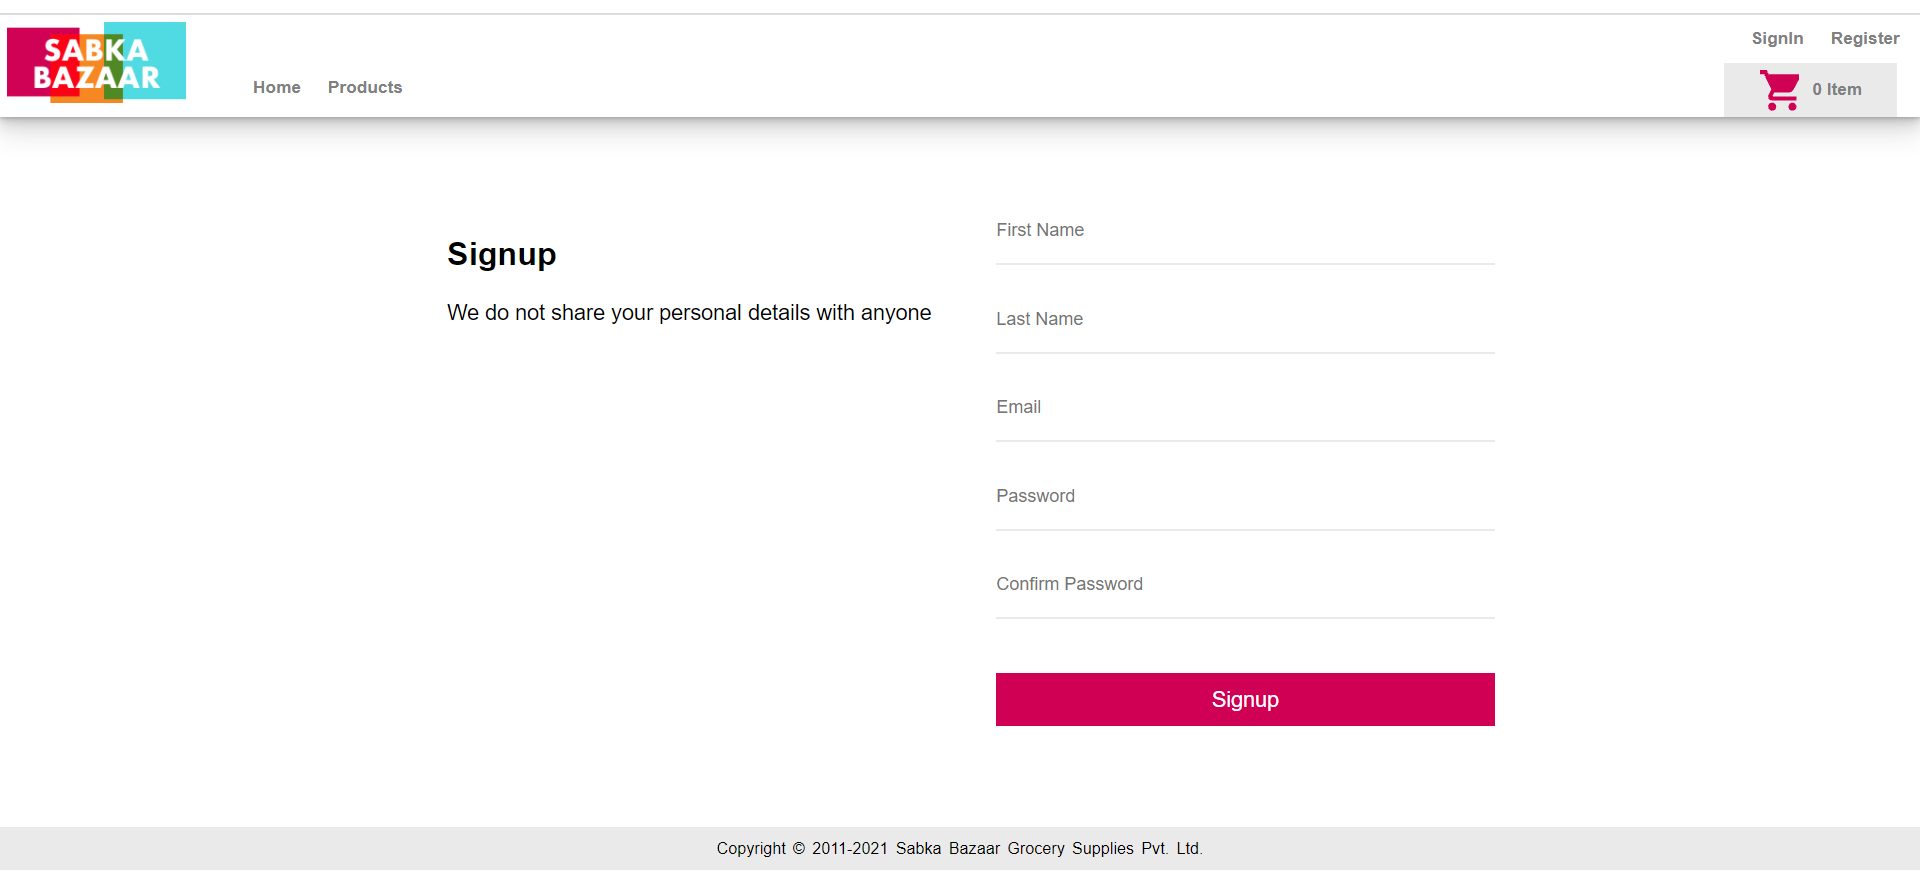 SABKA
BAZAAR
Home Products
SignIn Register
0 Item
Signup
We do not share your personal details with anyone
First Name
Last Name
Email
Password
Confirm Password
Signup
Copyright © 2011-2021 Sabka Bazaar Grocery Supplies Pvt. Ltd.